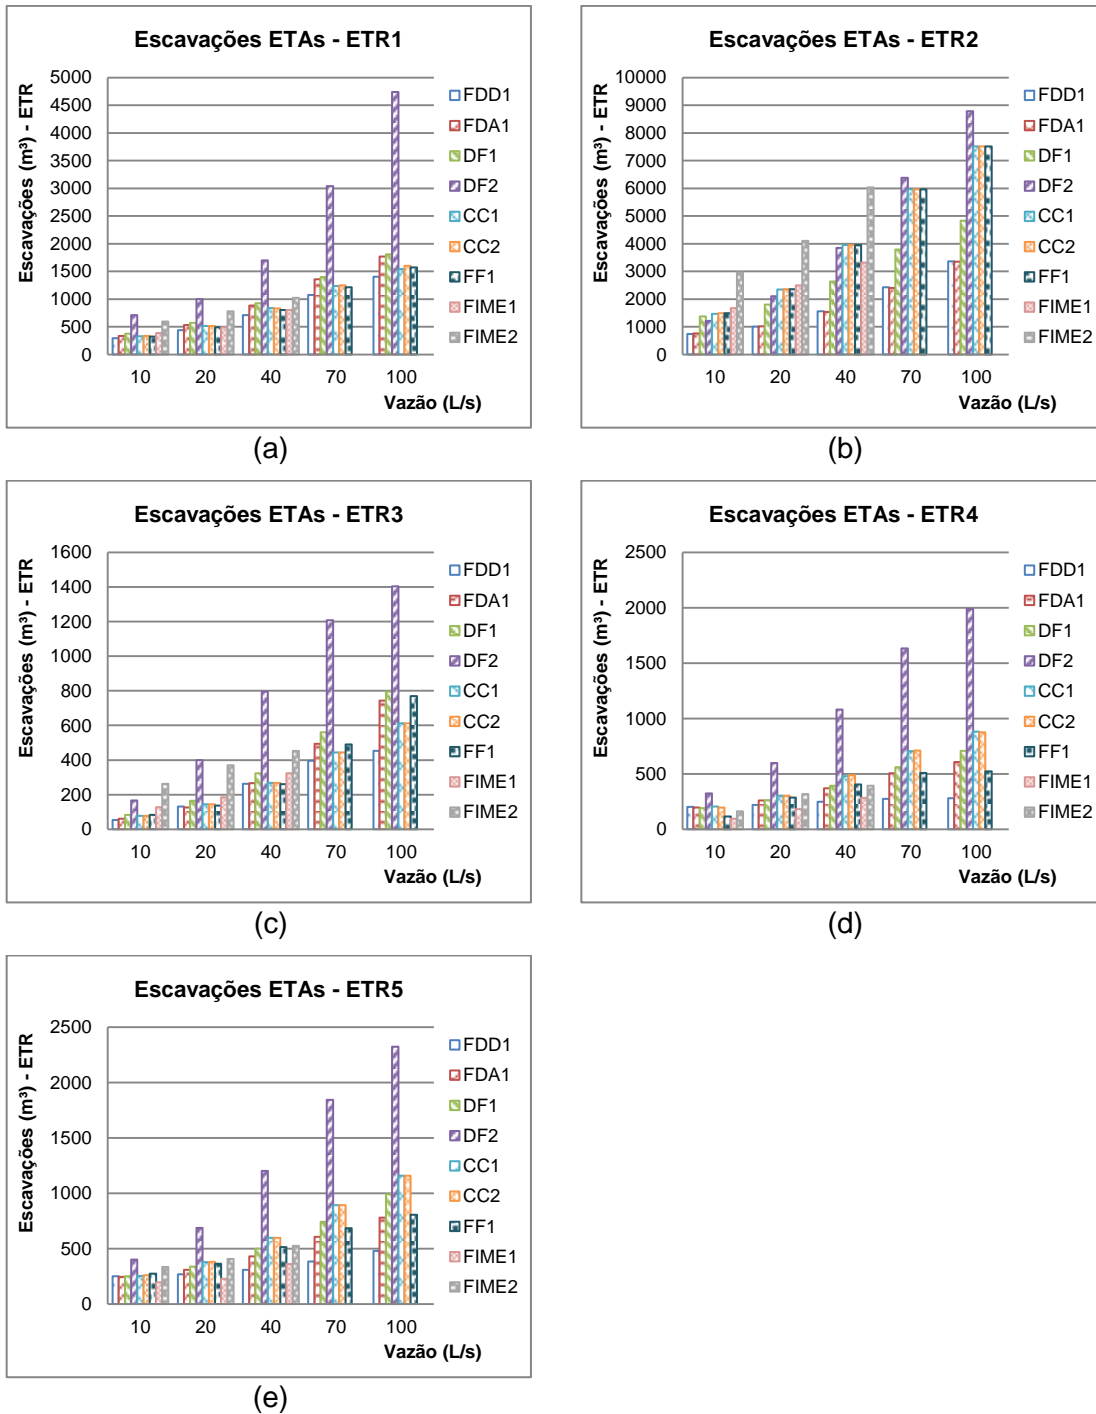 Escavações ETAs - ETR1
Escavações (m³) - ETR
5000
4500
4000
3500
3000
2500
2000
1500
1000
500
0
10 20 40 70 100
Vazão (L/s)
FDD1
FDA1
DF1
DF2
CC1
CC2
FF1
FIME1
FIME2
(a)
Escavações ETAs - ETR2
Escavações (m³) - ETR
10000
9000
8000
7000
6000
5000
4000
3000
2000
1000
0
10 20 40 70 100
Vazão (L/s)
FDD1
FDA1
DF1
DF2
CC1
CC2
FF1
FIME1
FIME2
(b)
Escavações ETAs - ETR3
Escavações (m³) - ETR
1600
1400
1200
1000
800
600
400
200
0
10 20 40 70 100
Vazão (L/s)
FDD1
FDA1
DF1
DF2
CC1
CC2
FF1
FIME1
FIME2
(c)
Escavações ETAs - ETR4
Escavações (m³) - ETR
2500
2000
1500
1000
500
0
10 20 40 70 100
Vazão (L/s)
FDD1
FDA1
DF1
DF2
CC1
CC2
FF1
FIME1
FIME2
(d)
Escavações ETAs - ETR5
Escavações (m³) - ETR
2500
2000
1500
1000
500
0
10 20 40 70 100
Vazão (L/s)
FDD1
FDA1
DF1
DF2
CC1
CC2
FF1
FIME1
FIME2
(e)